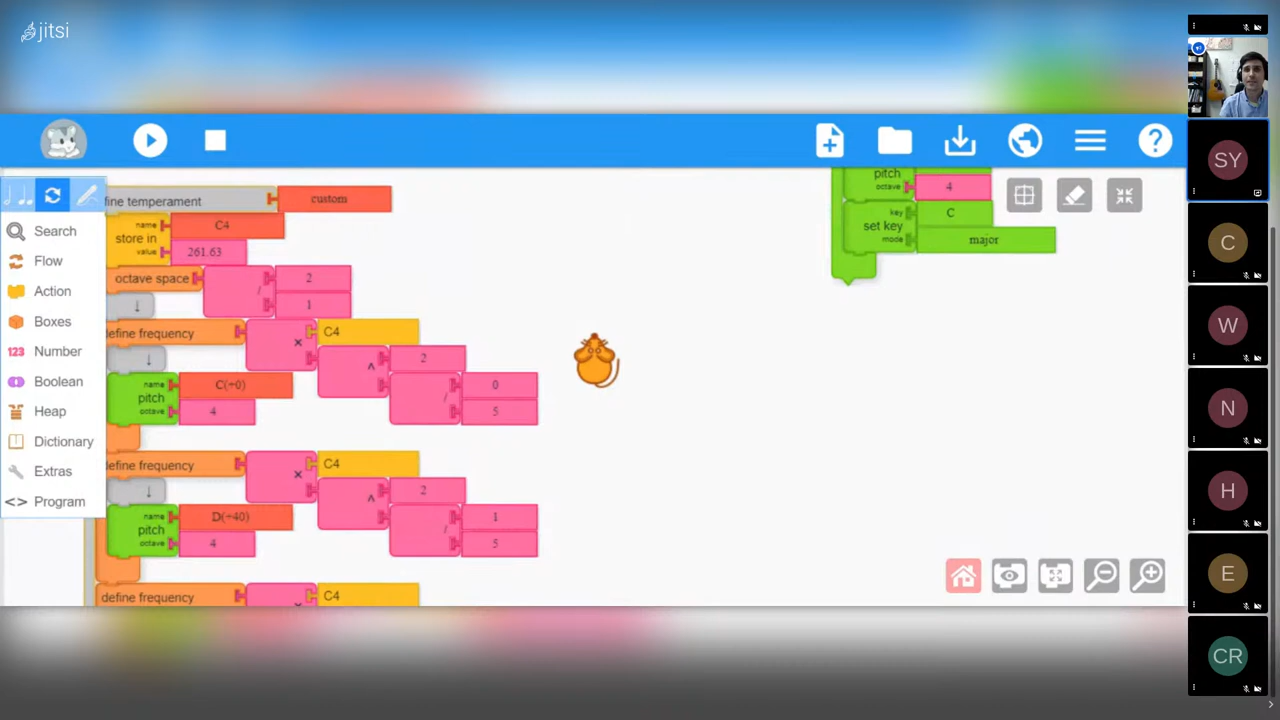 jitsi
fine temperament custom
name C4
store in
value 261.63
octave space / 2
1
↓
define frequency × C4
↓ ^ 2
name C(+0) / 0
pitch
octave 4 5
define frequency × C4
↓ ^ 2
name D(+40) / 1
pitch
octave 4 5
define frequency × C4
Search
Flow
Action
Boxes
123 Number
Boolean
Heap
Dictionary
Extras
<> Program
pitch
octave 4
key C
set key
mode major
?
SY
C
W
N
H
E
CR